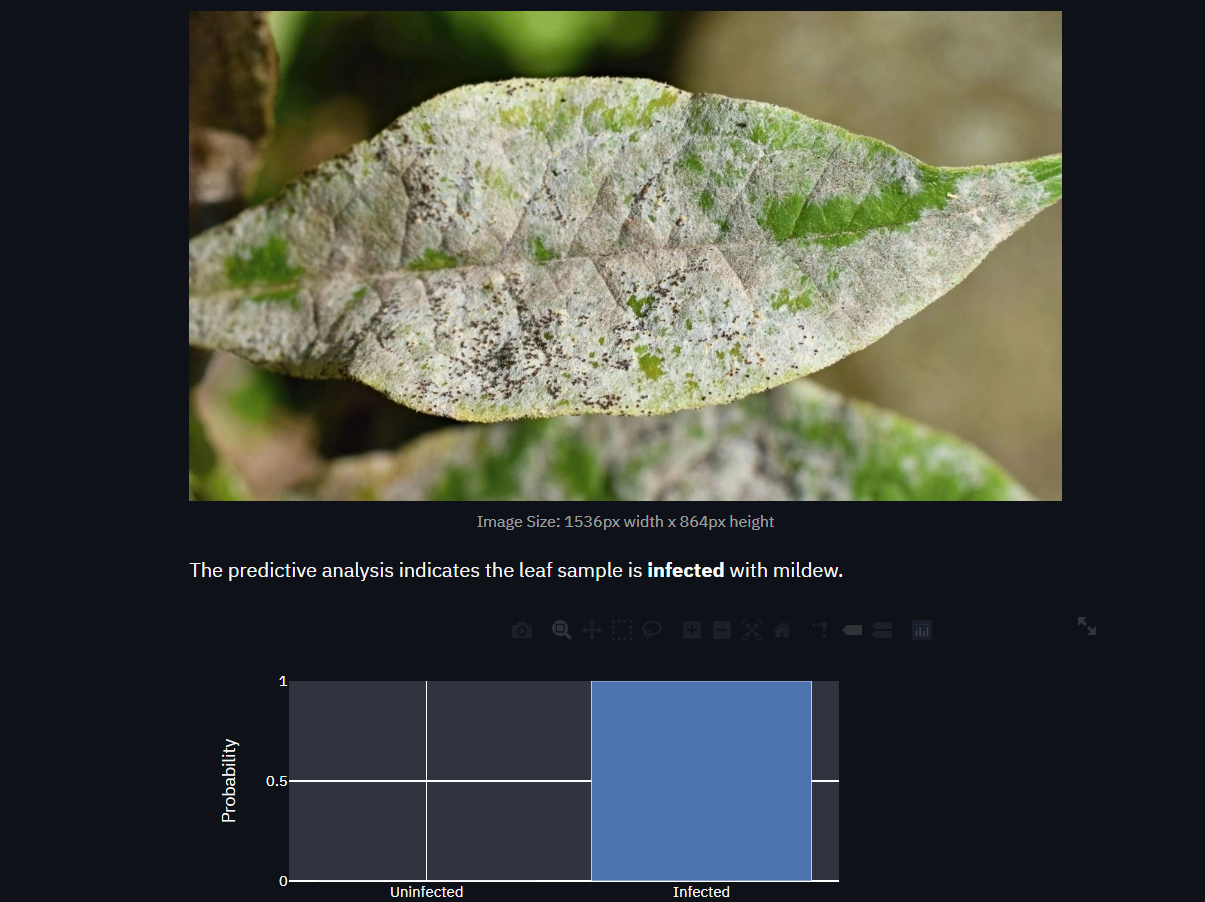 Image Size: 1536px width x 864px height
The predictive analysis indicates the leaf sample is infected with mildew.
1
0.5
0
Probability
Uninfected
Infected